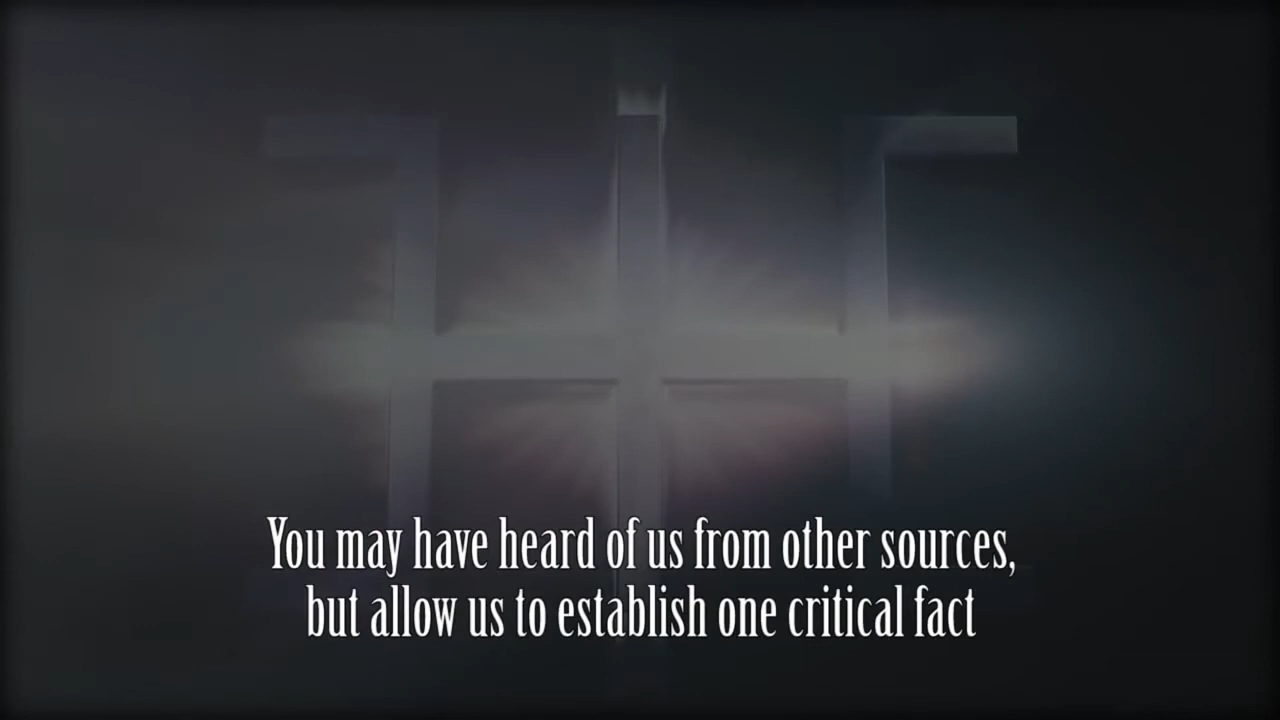 You may have heard of us from other sources,
but allow us to establish one critical fact